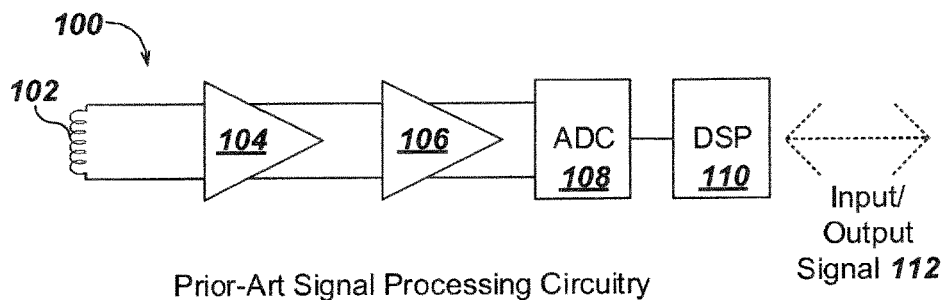 100
102
104
106
ADC
108
DSP
110
Input/
Output
Signal 112
Prior-Art Signal Processing Circuitry